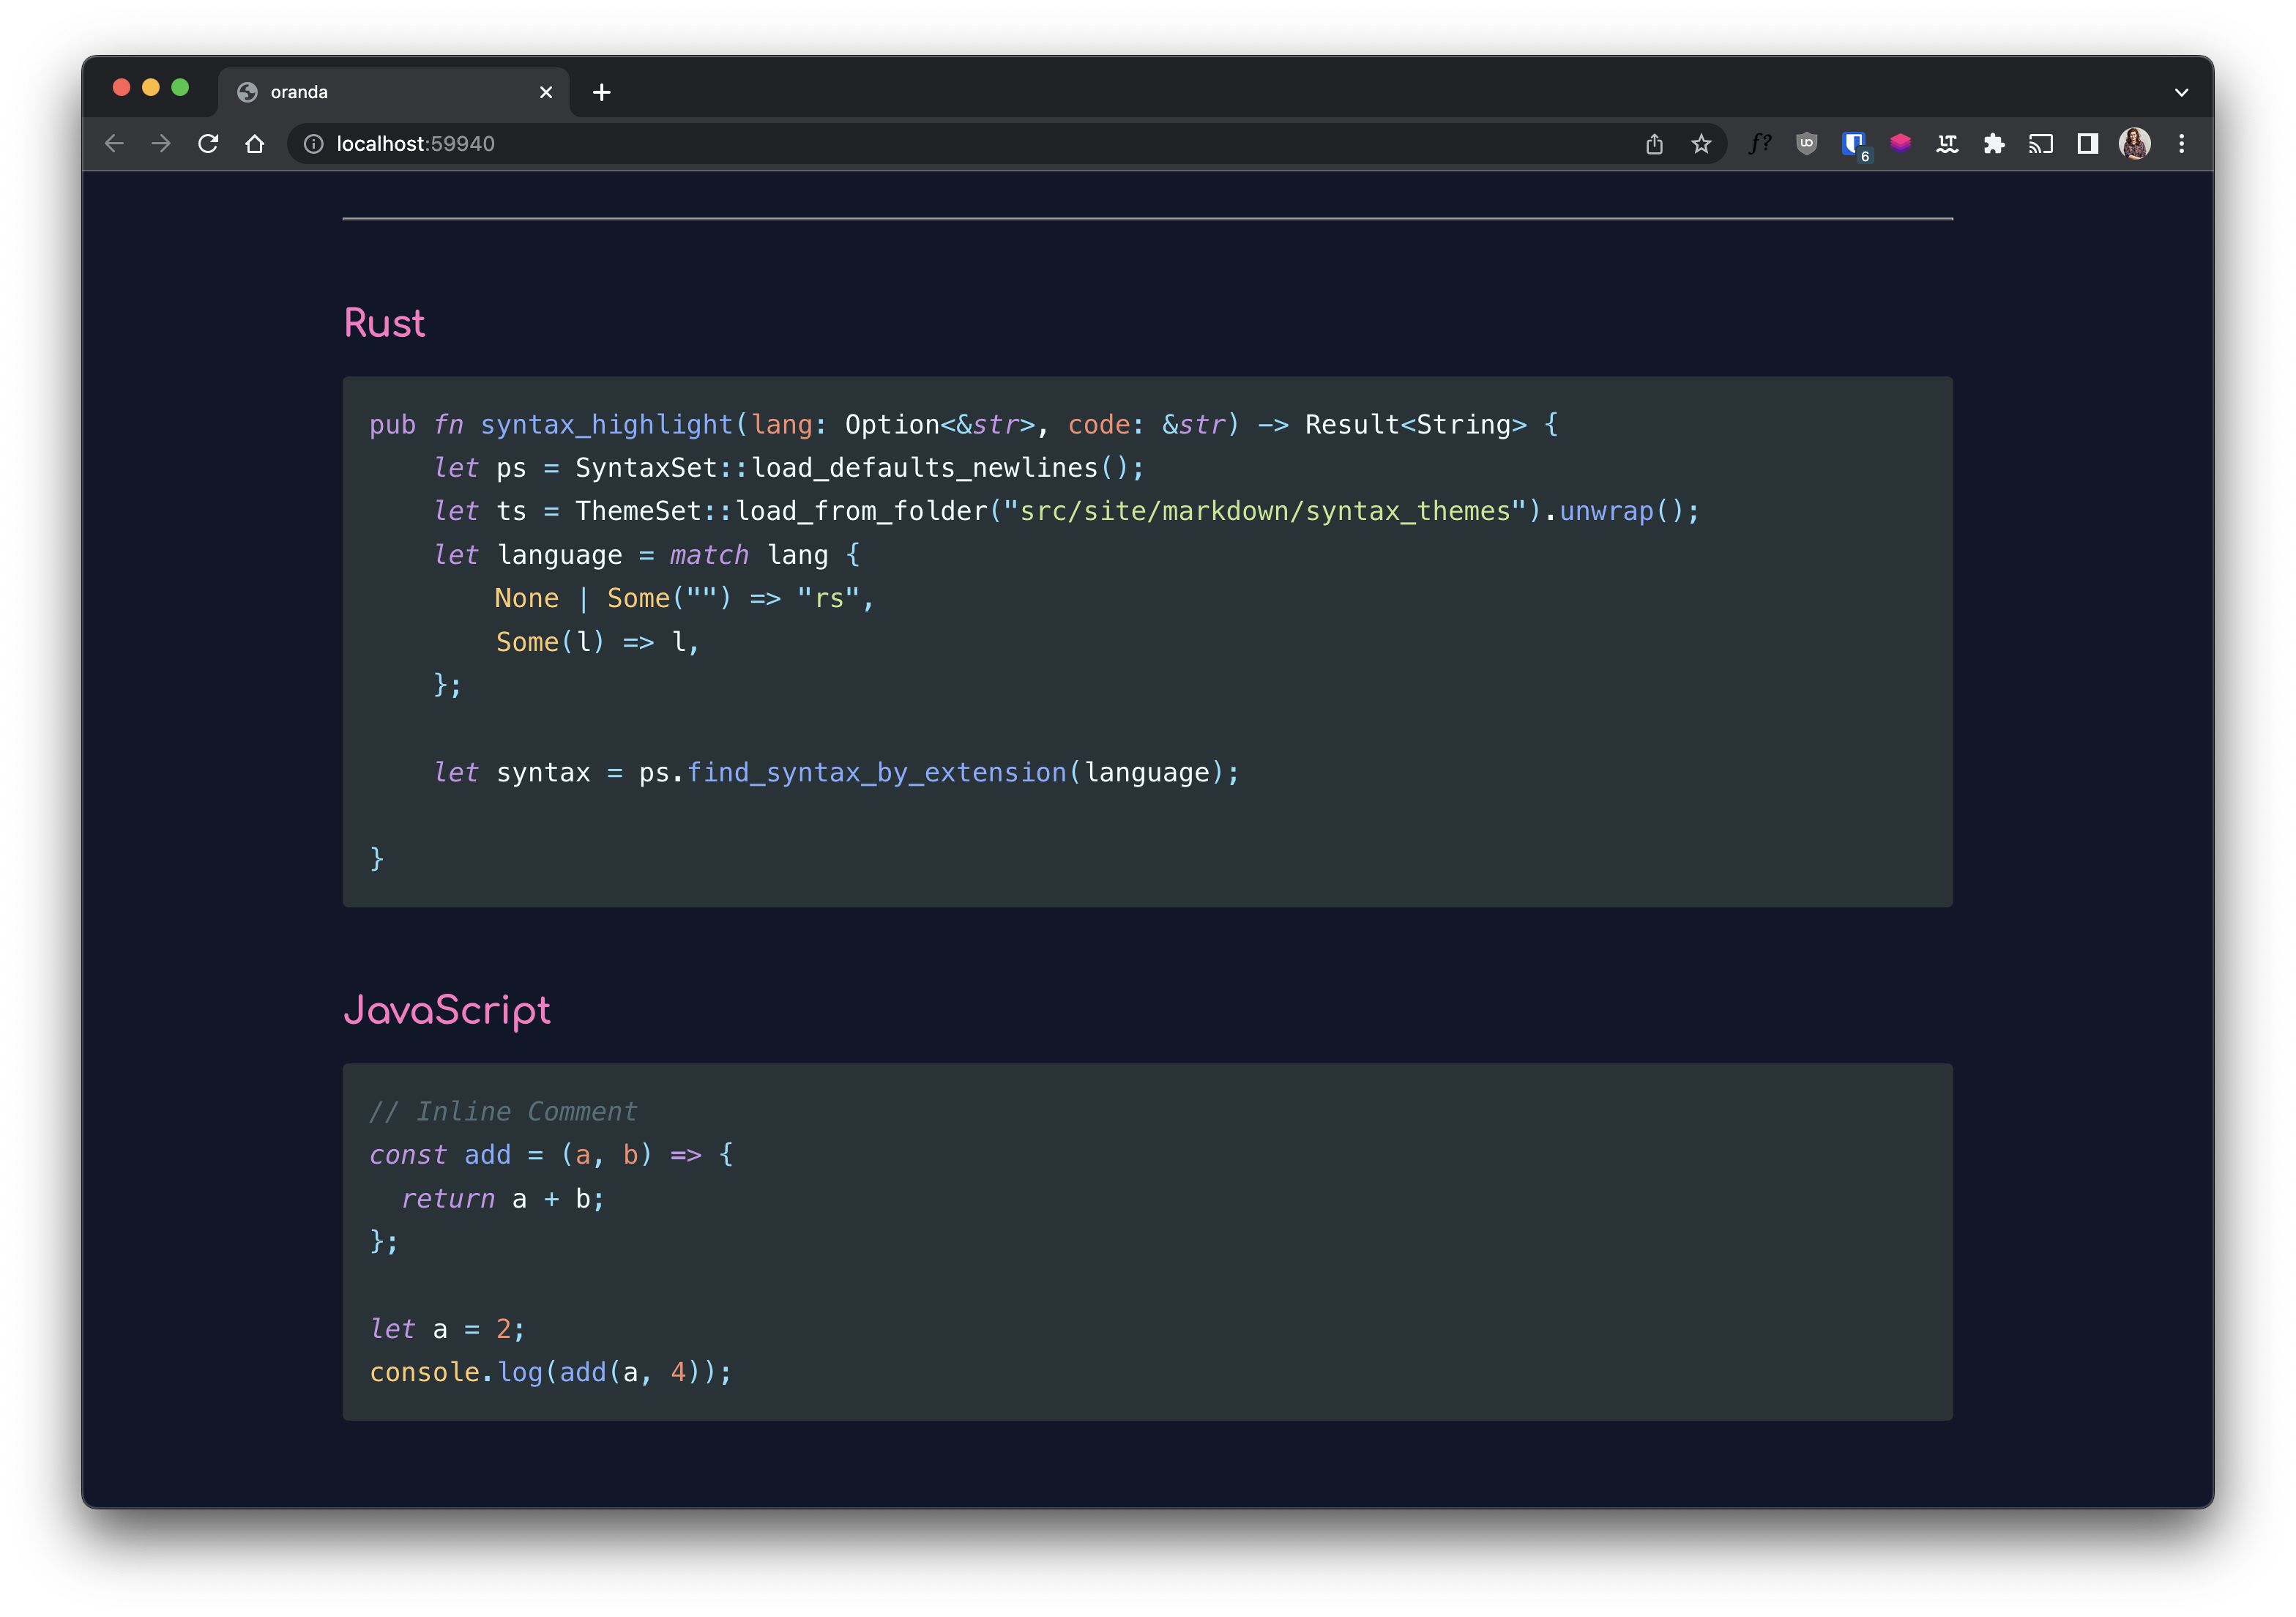 oranda
localhost:59940
f?
6
Rust
pub fn syntax_highlight(lang: Option<&str>, code: &str) -> Result<String> {
    let ps = SyntaxSet::load_defaults_newlines();
    let ts = ThemeSet::load_from_folder("src/site/markdown/syntax_themes").unwrap();
    let language = match lang {
        None | Some("") => "rs",
        Some(l) => l,
    };
    let syntax = ps.find_syntax_by_extension(language);
}
JavaScript
// Inline Comment
const add = (a, b) => {
  return a + b;
};
let a = 2;
console.log(add(a, 4));